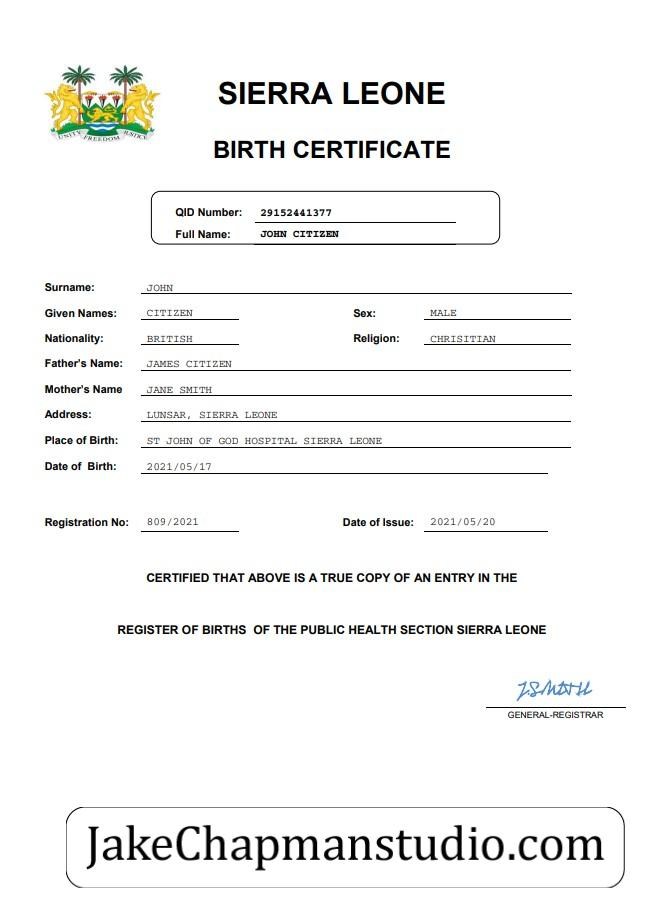 UNITY FREEDOM JUSTICE
SIERRA LEONE
BIRTH CERTIFICATE
QID Number: 29152441377
Full Name: JOHN CITIZEN
Surname: JOHN
Given Names: CITIZEN Sex: MALE
Nationality: BRITISH Religion: CHRISITIAN
Father's Name: JAMES CITIZEN
Mother's Name JANE SMITH
Address: LUNSAR, SIERRA LEONE
Place of Birth: ST JOHN OF GOD HOSPITAL SIERRA LEONE
Date of Birth: 2021/05/17
Registration No: 809/2021 Date of Issue: 2021/05/20
CERTIFIED THAT ABOVE IS A TRUE COPY OF AN ENTRY IN THE
REGISTER OF BIRTHS OF THE PUBLIC HEALTH SECTION SIERRA LEONE
J.SMITH
GENERAL-REGISTRAR
JakeChapmanstudio.com